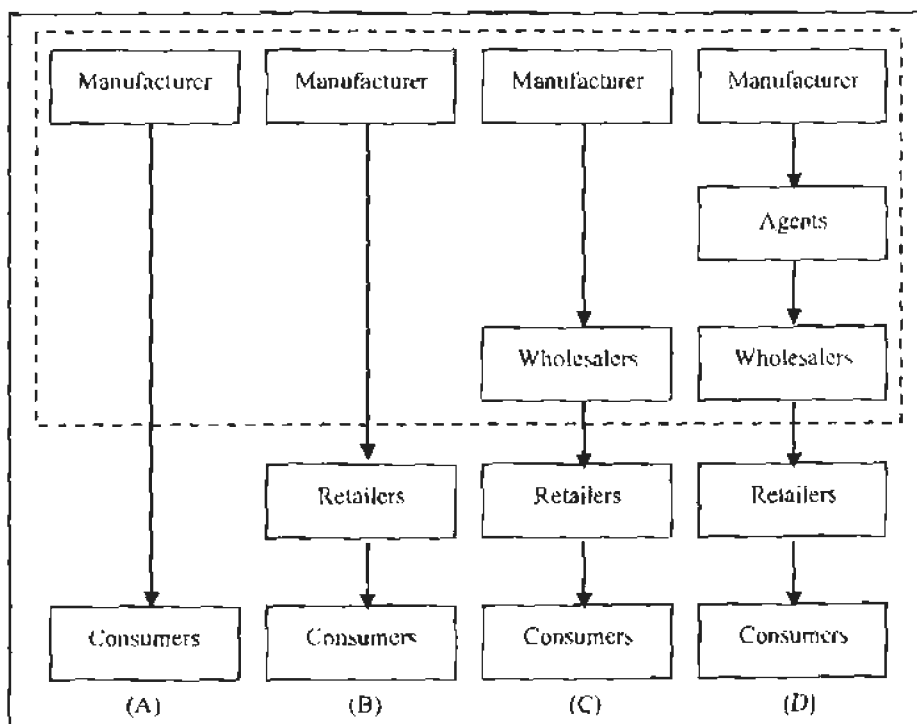 Manufacturer Manufacturer Manufacturer Manufacturer
Agents
Wholesalers Wholesalers
Retailers Retailers Retailers
Consumers Consumers Consumers Consumers
(A) (B) (C) (D)